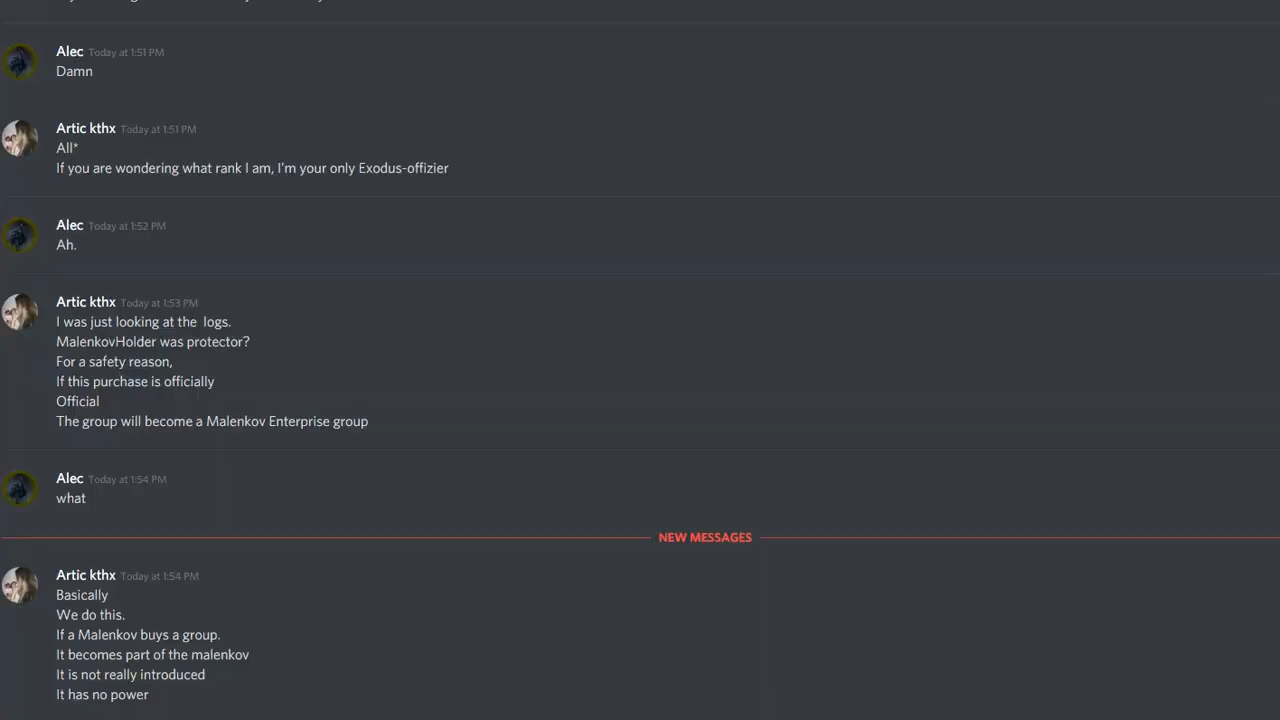 Alec Today at 1:51 PM
Damn
Artic kthx Today at 1:51 PM
All*
If you are wondering what rank I am, I'm your only Exodus-offizier
Alec Today at 1:52 PM
Ah.
Artic kthx Today at 1:53 PM
I was just looking at the logs.
MalenkovHolder was protector?
For a safety reason,
If this purchase is officially
Official
The group will become a Malenkov Enterprise group
Alec Today at 1:54 PM
what
NEW MESSAGES
Artic kthx Today at 1:54 PM
Basically
We do this.
If a Malenkov buys a group.
It becomes part of the malenkov
It is not really introduced
It has no power